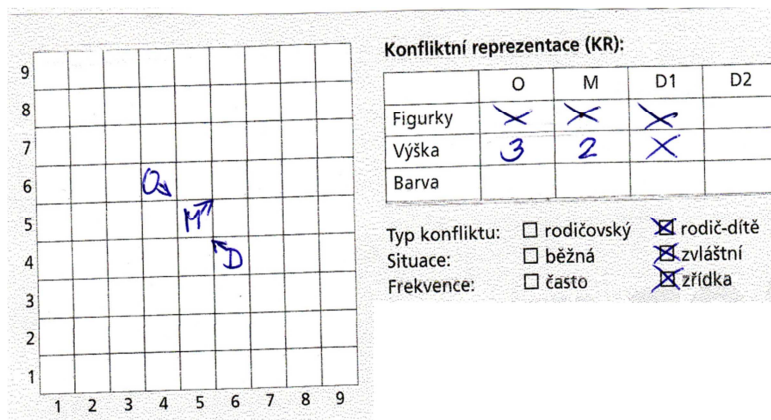 9
8
7
6 O
5 M
4 D
3
2
1
1 2 3 4 5 6 7 8 9
Konfliktní reprezentace (KR):
O M D1 D2
Figurky X X X
Výška 3 2 X
Barva
Typ konfliktu: rodičovský rodič-dítě
Situace: běžná zvláštní
Frekvence: často zřídka